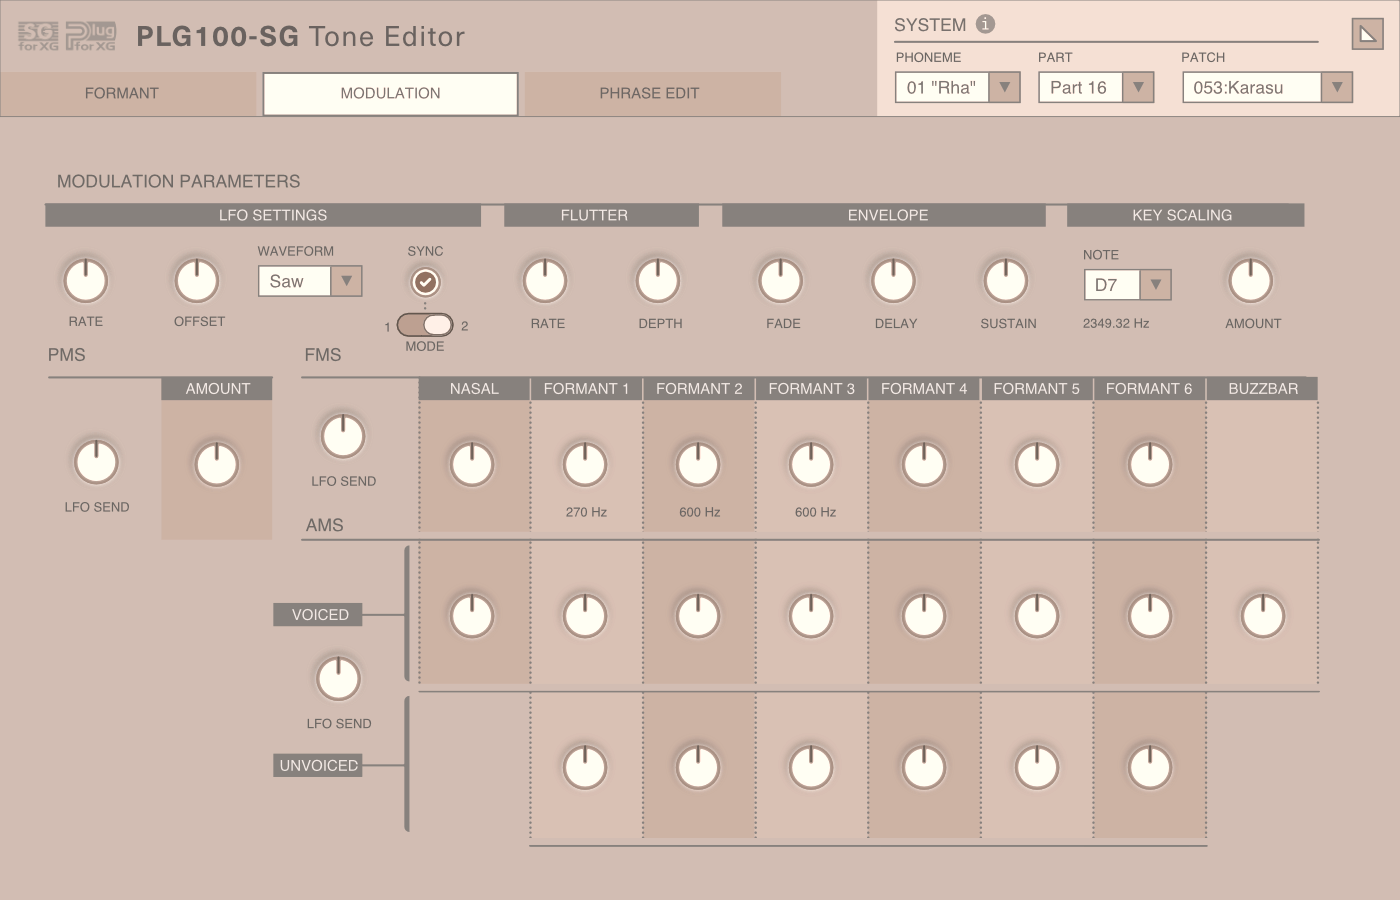 SG for XG Plug for XG
PLG100-SG Tone Editor
SYSTEM i
PHONEME PART PATCH
01 "Rha" Part 16 053:Karasu
FORMANT MODULATION PHRASE EDIT
MODULATION PARAMETERS
LFO SETTINGS FLUTTER ENVELOPE KEY SCALING
WAVEFORM SYNC NOTE
Saw D7
RATE OFFSET RATE DEPTH FADE DELAY SUSTAIN 2349.32 Hz AMOUNT
1 2
MODE
PMS FMS
AMOUNT NASAL FORMANT 1 FORMANT 2 FORMANT 3 FORMANT 4 FORMANT 5 FORMANT 6 BUZZBAR
LFO SEND LFO SEND
270 Hz 600 Hz 600 Hz
AMS
VOICED
LFO SEND
UNVOICED